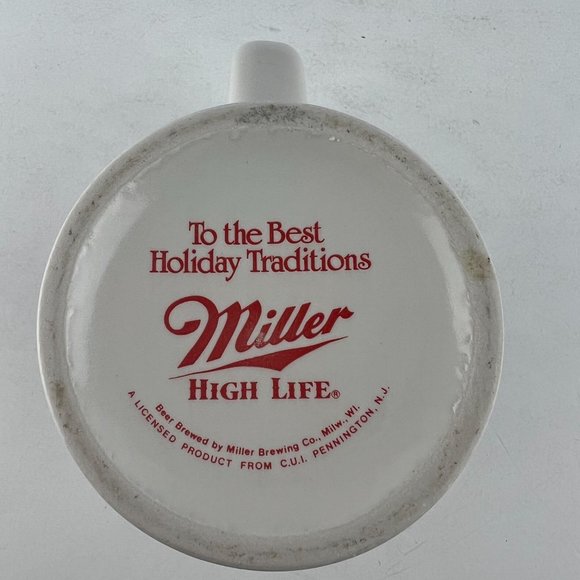 To the Best
Holiday Traditions
Miller
HIGH LIFE®
Beer Brewed by Miller Brewing Co., Milw., WI.
A LICENSED PRODUCT FROM C.U.I. PENNINGTON, N.J.